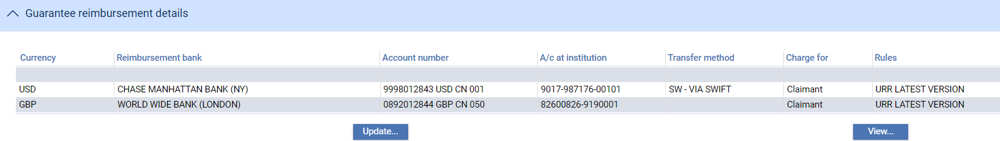 Guarantee reimbursement details
Currency Reimbursement bank Account number A/c at institution Transfer method Charge for Rules
USD CHASE MANHATTAN BANK (NY) 9998012843 USD CN 001 9017-987176-00101 SW - VIA SWIFT Claimant URR LATEST VERSION
GBP WORLD WIDE BANK (LONDON) 0892012844 GBP CN 050 82600826-9190001 Claimant URR LATEST VERSION
Update... View...